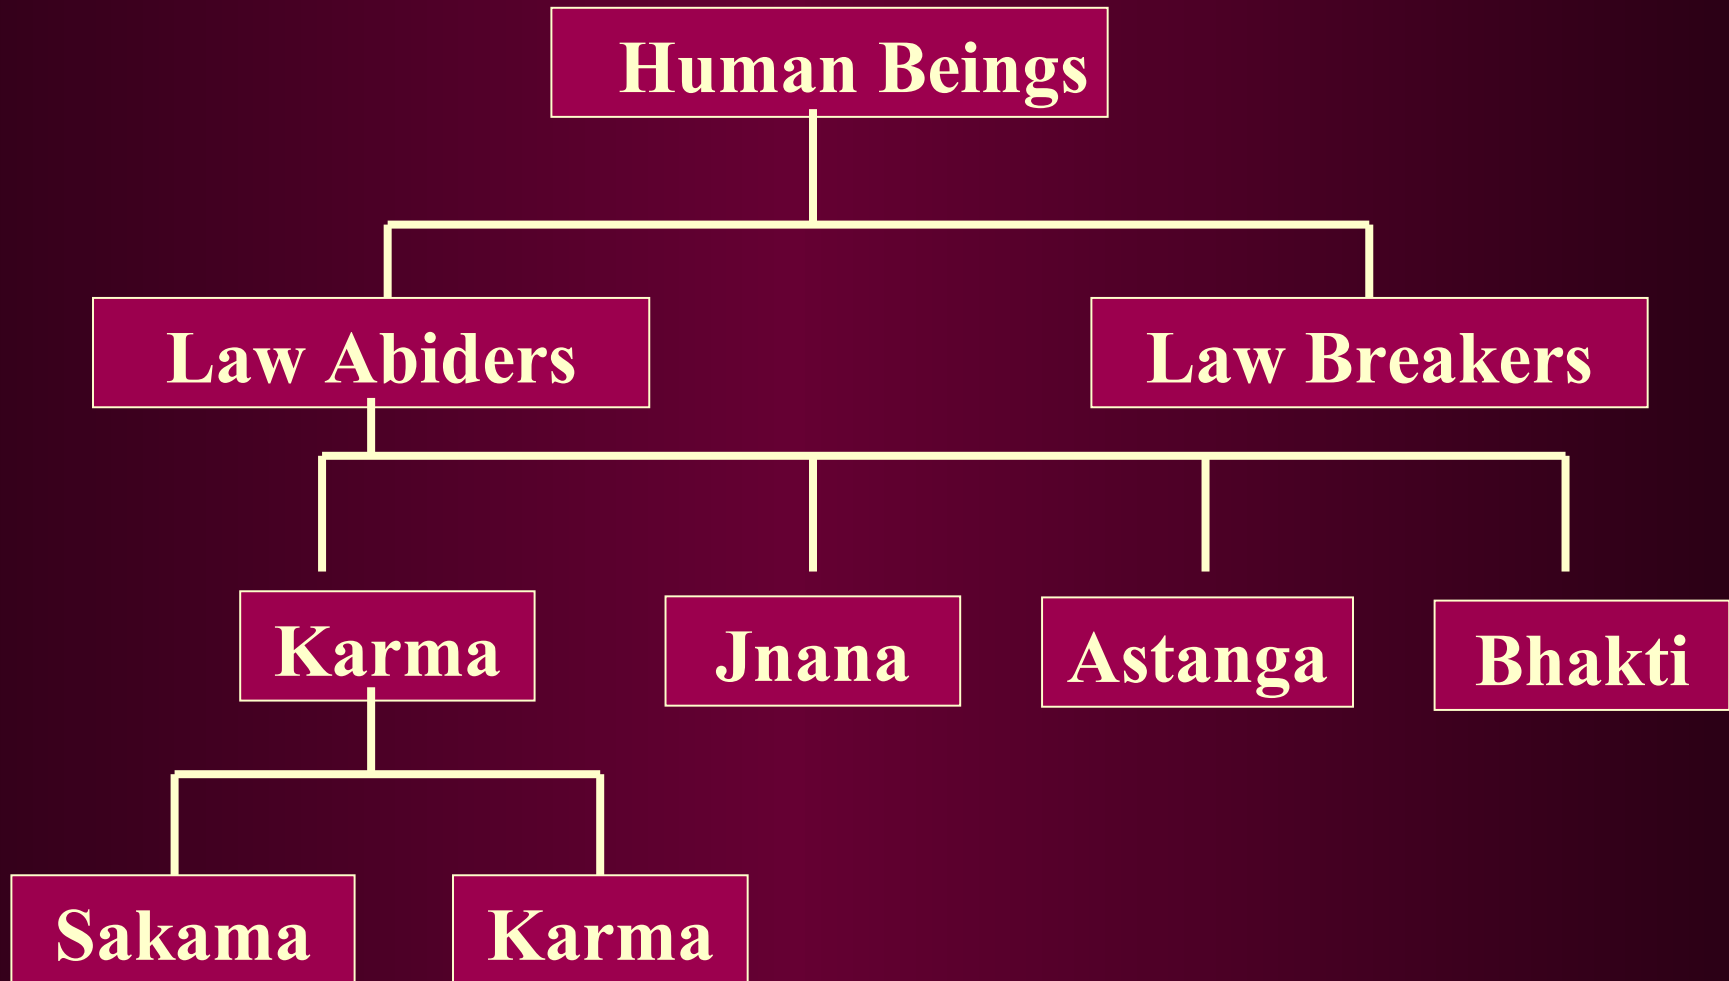 Human Beings
Law Abiders
Law Breakers
Karma
Jnana
Astanga
Bhakti
Sakama
Karma